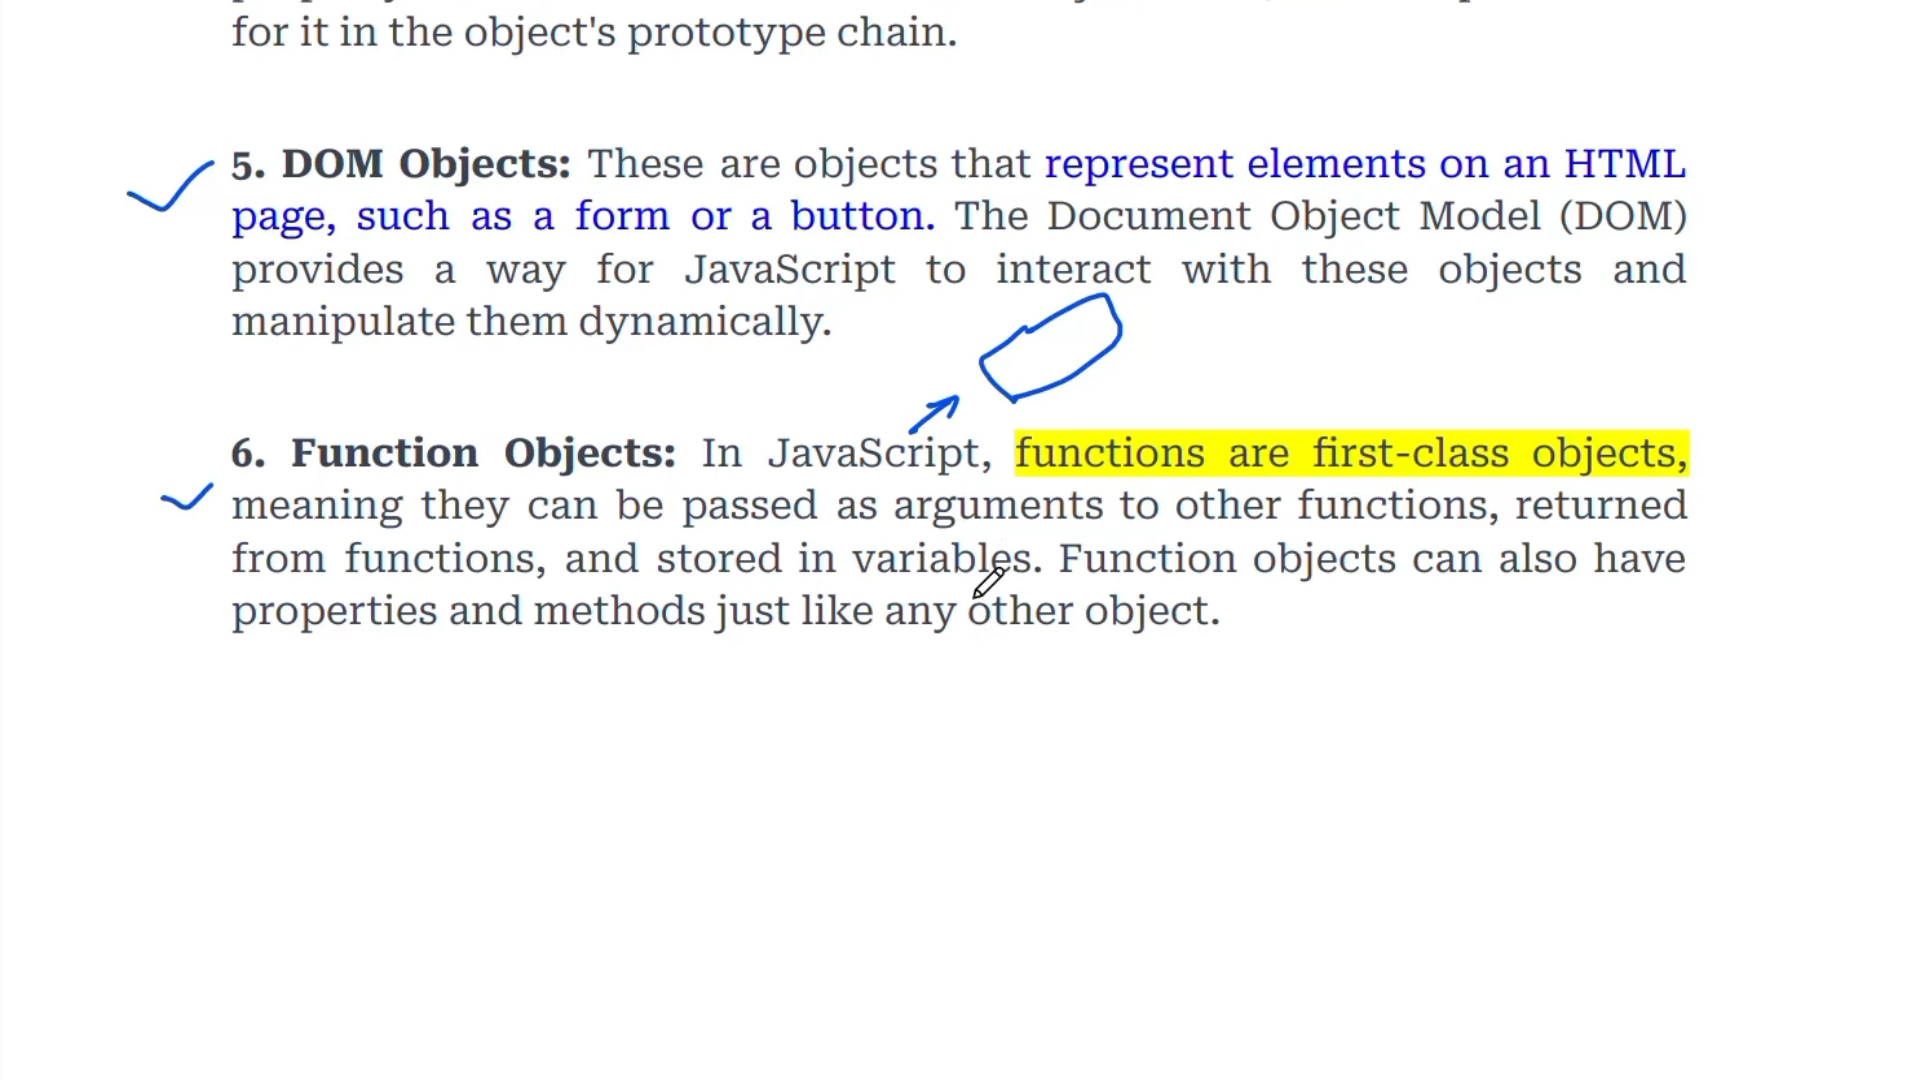 for it in the object's prototype chain.
5. DOM Objects: These are objects that represent elements on an HTML
page, such as a form or a button. The Document Object Model (DOM)
provides a way for JavaScript to interact with these objects and
manipulate them dynamically.
6. Function Objects: In JavaScript, functions are first-class objects,
meaning they can be passed as arguments to other functions, returned
from functions, and stored in variables. Function objects can also have
properties and methods just like any other object.